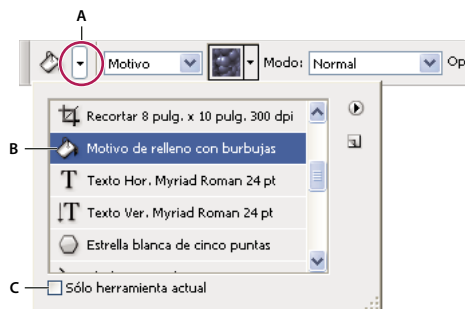 A
Motivo
Modo: Normal
Op
Recortar 8 pulg. x 10 pulg. 300 dpi
B
Motivo de relleno con burbujas
Texto Hor. Myriad Roman 24 pt
Texto Ver. Myriad Roman 24 pt
Estrella blanca de cinco puntas
C
Sólo herramienta actual